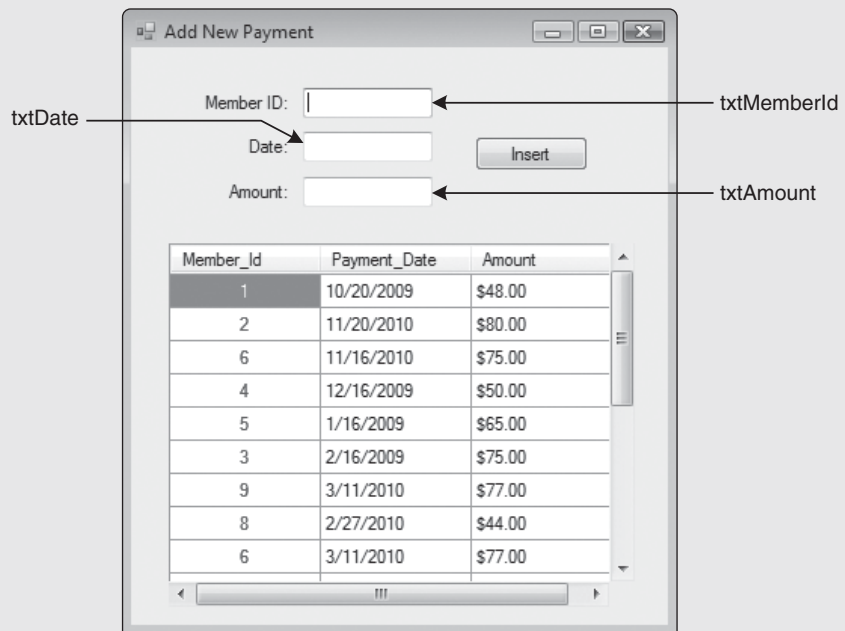 Add New Payment
Member ID:
txtMemberId
txtDate
Date:
Insert
Amount:
txtAmount
Member_Id Payment_Date Amount
1 10/20/2009 $48.00
2 11/20/2010 $80.00
6 11/16/2010 $75.00
4 12/16/2009 $50.00
5 1/16/2009 $65.00
3 2/16/2009 $75.00
9 3/11/2010 $77.00
8 2/27/2010 $44.00
6 3/11/2010 $77.00